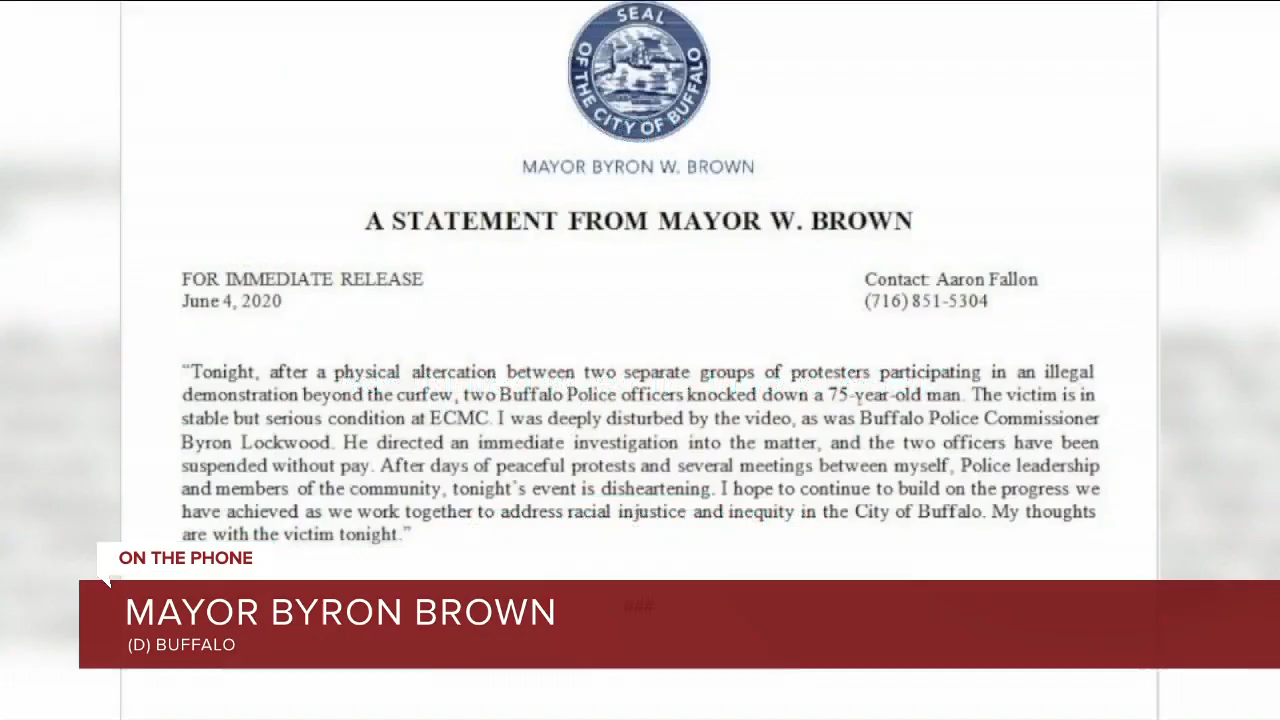 SEAL
OF THE CITY OF BUFFALO
MAYOR BYRON W. BROWN
A STATEMENT FROM MAYOR W. BROWN
FOR IMMEDIATE RELEASE
Contact: Aaron Fallon
June 4, 2020
(716) 851-5304
“Tonight, after a physical altercation between two separate groups of protesters participating in an illegal
demonstration beyond the curfew, two Buffalo Police officers knocked down a 75-year-old man. The victim is in
stable but serious condition at ECMC. I was deeply disturbed by the video, as was Buffalo Police Commissioner
Byron Lockwood. He directed an immediate investigation into the matter, and the two officers have been
suspended without pay. After days of peaceful protests and several meetings between myself, Police leadership
and members of the community, tonight’s event is disheartening. I hope to continue to build on the progress we
have achieved as we work together to address racial injustice and inequity in the City of Buffalo. My thoughts
are with the victim tonight.”
ON THE PHONE
###
MAYOR BYRON BROWN
(D) BUFFALO